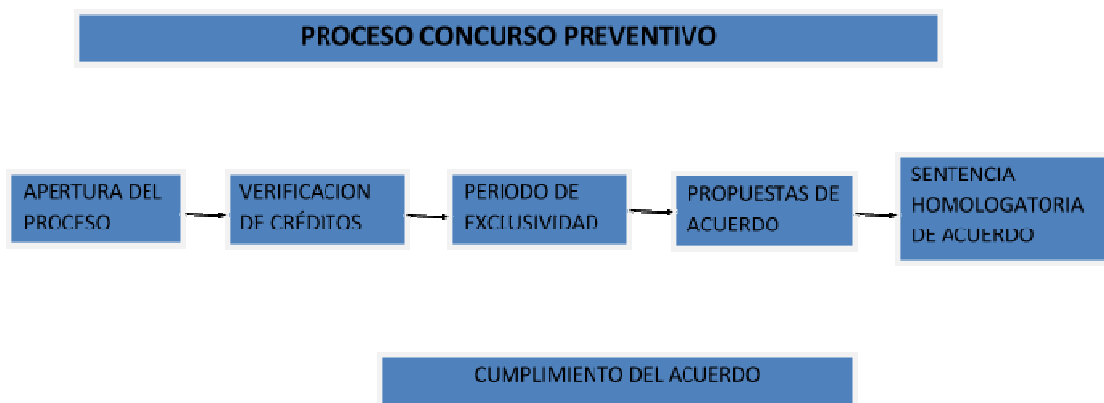 PROCESO CONCURSO PREVENTIVO
APERTURA DEL
PROCESO
VERIFICACION
DE CRÉDITOS
PERIODO DE
EXCLUSIVIDAD
PROPUESTAS DE
ACUERDO
SENTENCIA
HOMOLOGATORIA
DE ACUERDO
CUMPLIMIENTO DEL ACUERDO